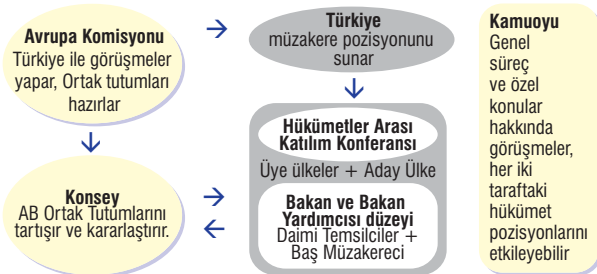 Avrupa Komisyonu
Türkiye ile görüşmeler
yapar, Ortak tutumları
hazırlar
Türkiye
müzakere pozisyonunu
sunar
Hükümetler Arası
Katılım Konferansı
Üye ülkeler + Aday Ülke
Bakan ve Bakan
Yardımcısı düzeyi
Daimi Temsilciler +
Baş Müzakereci
Konsey
AB Ortak Tutumlarını
tartışır ve kararlaştırır.
Kamuoyu
Genel
süreç
ve özel
konular
hakkında
görüşmeler,
her iki
taraftaki
hükümet
pozisyonlarını
etkileyebilir